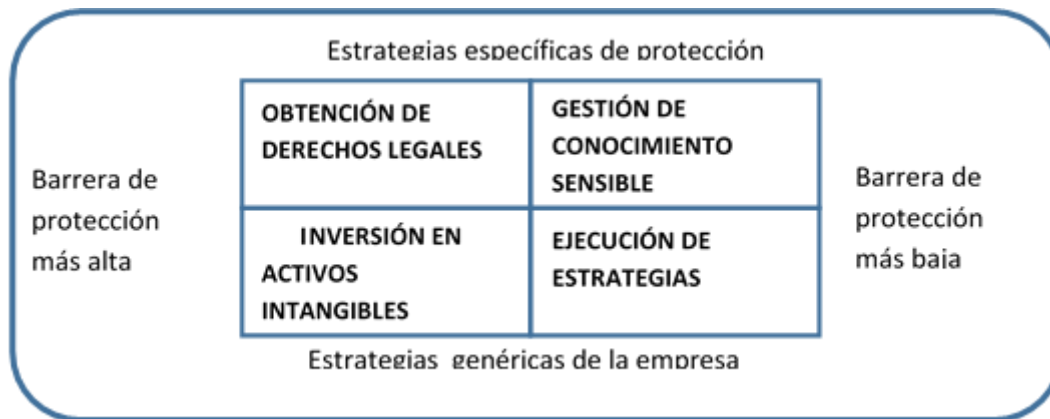 Estrategias específicas de protección
OBTENCIÓN DE
DERECHOS LEGALES
GESTIÓN DE
CONOCIMIENTO
SENSIBLE
Barrera de
protección
más alta
Barrera de
protección
más baja
INVERSIÓN EN
ACTIVOS
INTANGIBLES
EJECUCIÓN DE
ESTRATEGIAS
Estrategias genéricas de la empresa